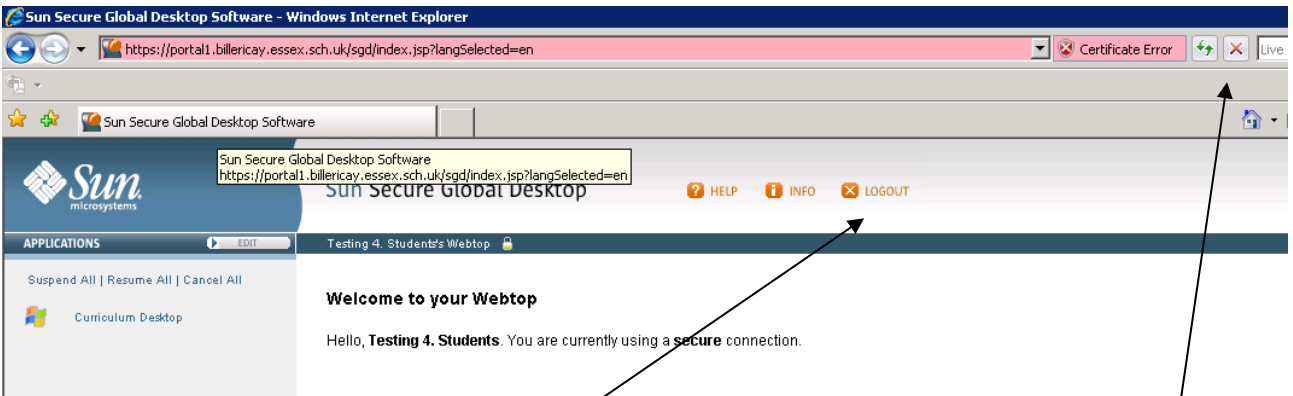 Sun Secure Global Desktop Software - Windows Internet Explorer
https://portal1.billericay.essex.sch.uk/sgd/index.jsp?langSelected=en
Certificate Error
Live
Sun Secure Global Desktop Software
Sun Secure Global Desktop Software
https://portal1.billericay.essex.sch.uk/sgd/index.jsp?langSelected=en
Sun
microsystems
Sun Secure Global Desktop
HELP
INFO
LOGOUT
APPLICATIONS
EDIT
Testing 4. Students's Webtop
Suspend All | Resume All | Cancel All
Curriculum Desktop
Welcome to your Webtop
Hello, Testing 4. Students. You are currently using a secure connection.